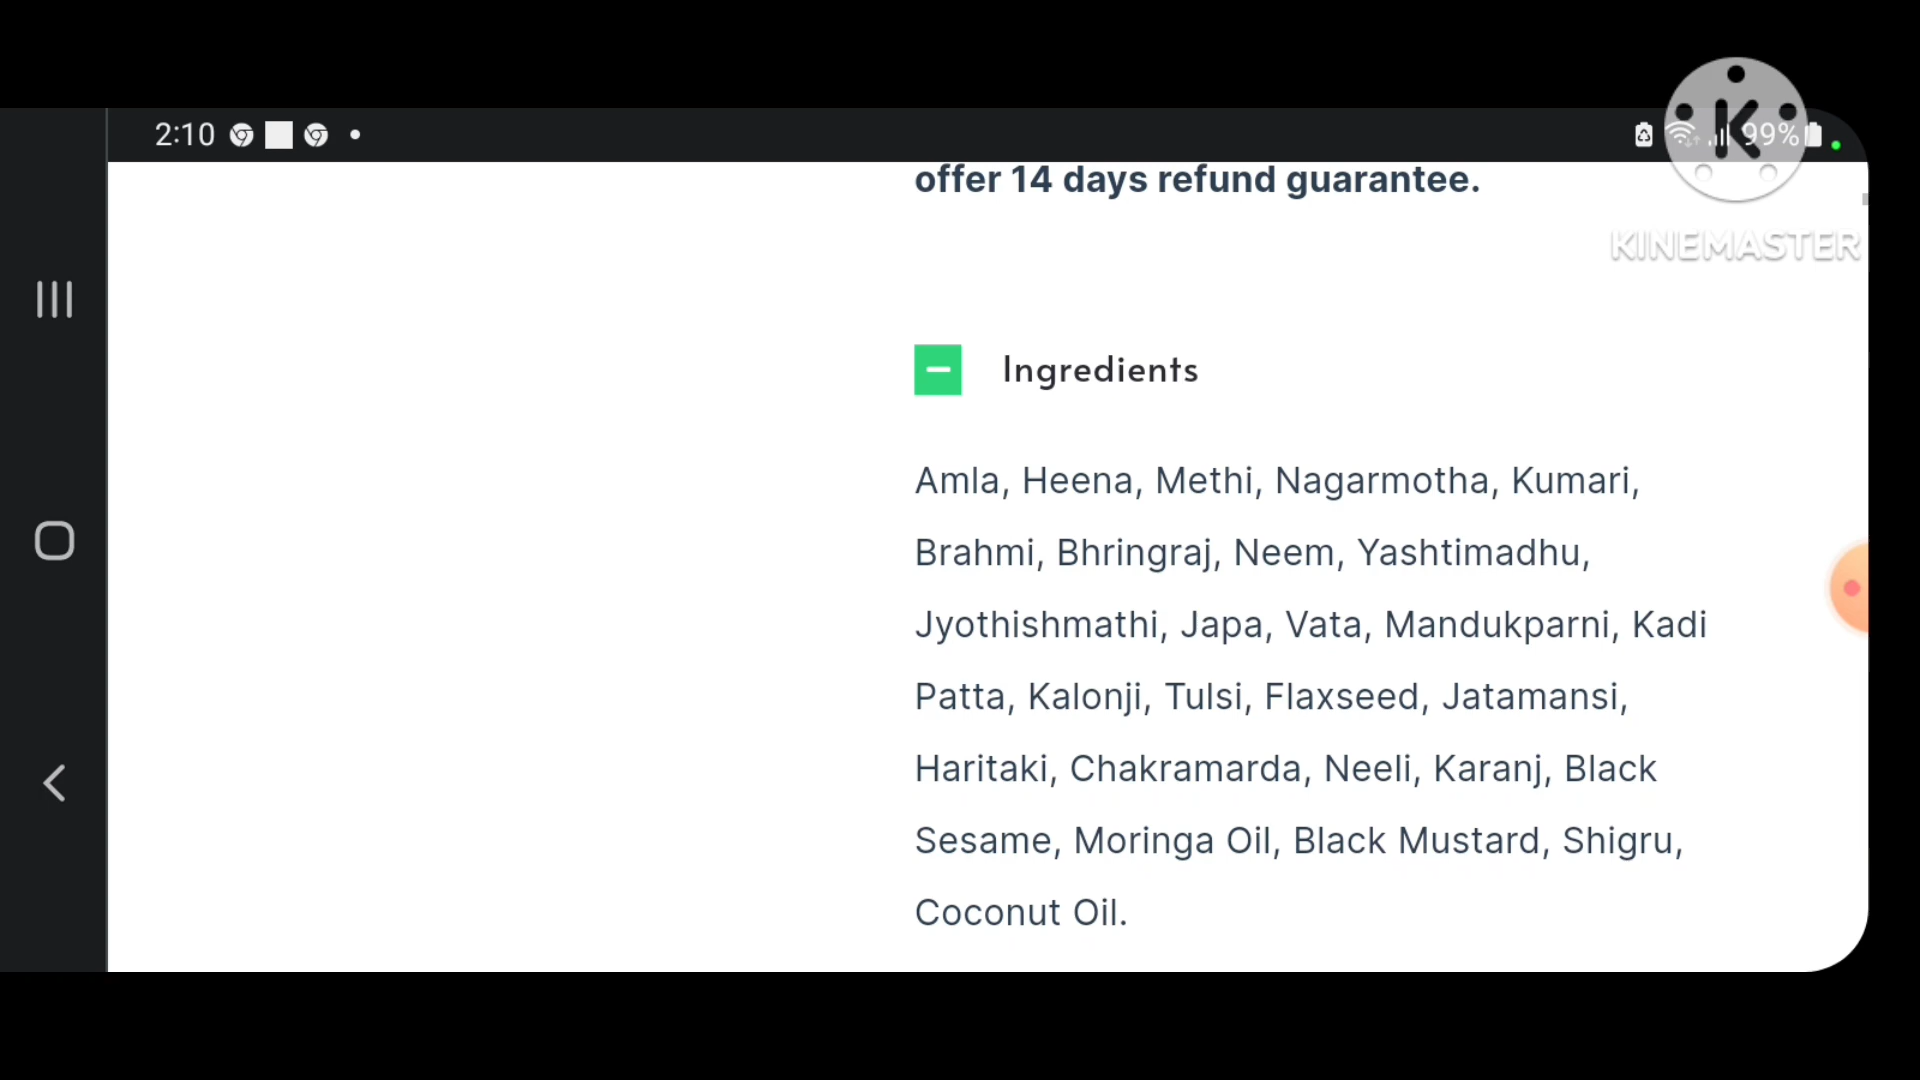 2:10
99%
K
KINEMASTER
offer 14 days refund guarantee.
Ingredients
Amla, Heena, Methi, Nagarmotha, Kumari,
Brahmi, Bhringraj, Neem, Yashtimadhu,
Jyothishmathi, Japa, Vata, Mandukparni, Kadi
Patta, Kalonji, Tulsi, Flaxseed, Jatamansi,
Haritaki, Chakramarda, Neeli, Karanj, Black
Sesame, Moringa Oil, Black Mustard, Shigru,
Coconut Oil.